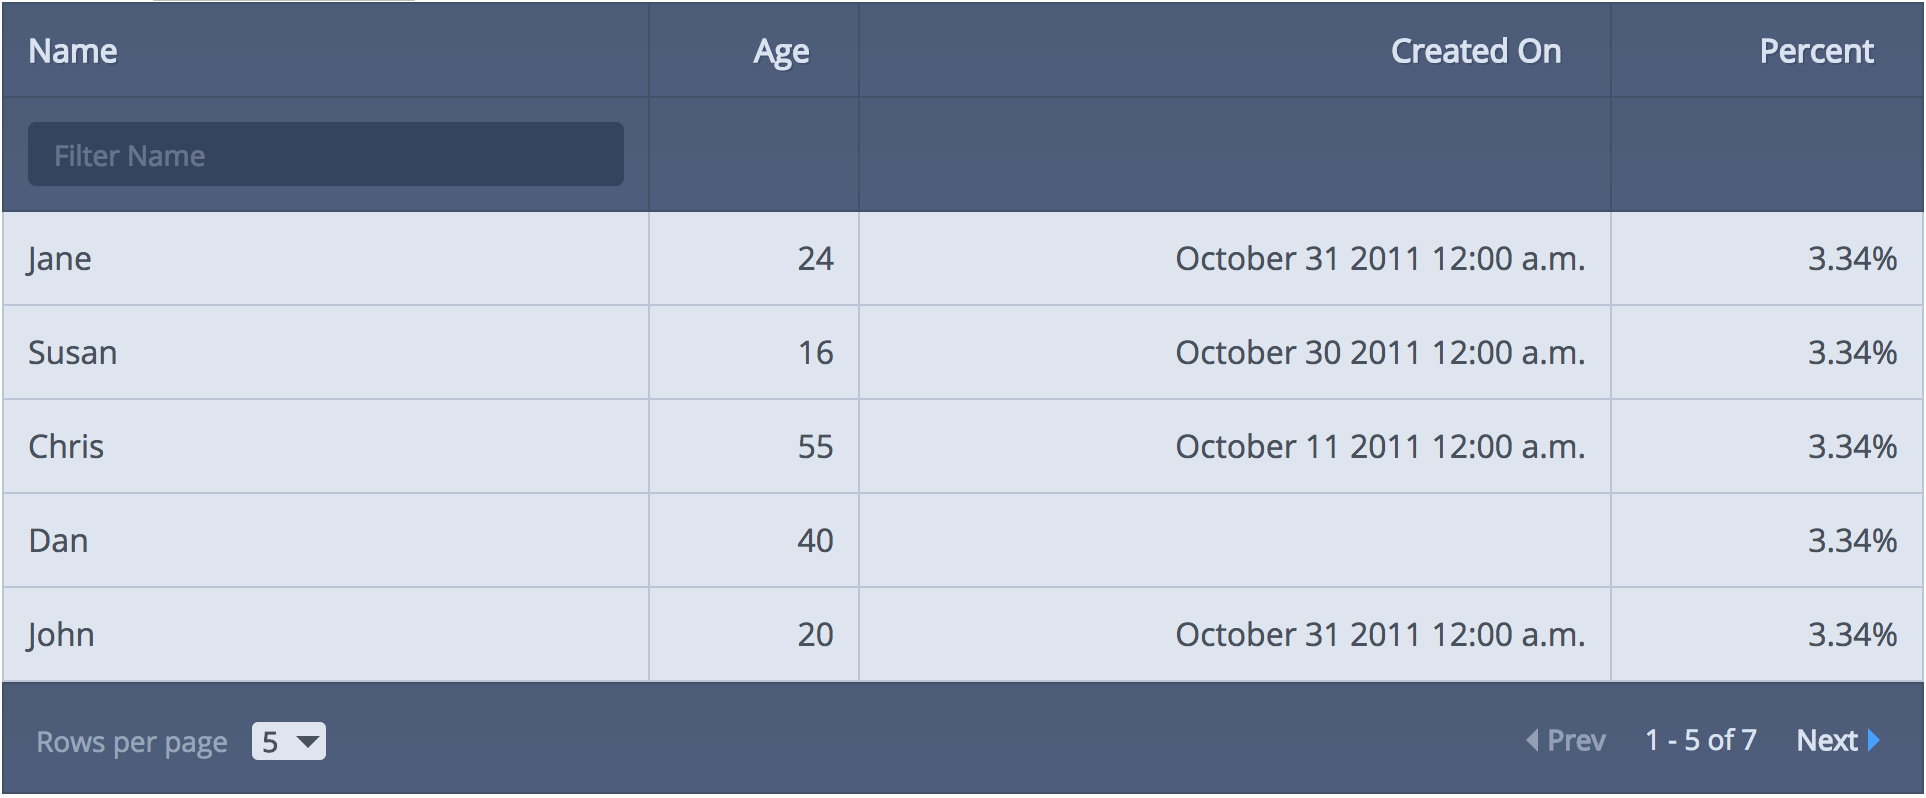 Name Age Created On Percent
Filter Name
Jane 24 October 31 2011 12:00 a.m. 3.34%
Susan 16 October 30 2011 12:00 a.m. 3.34%
Chris 55 October 11 2011 12:00 a.m. 3.34%
Dan 40 3.34%
John 20 October 31 2011 12:00 a.m. 3.34%
Rows per page 5 Prev 1 - 5 of 7 Next